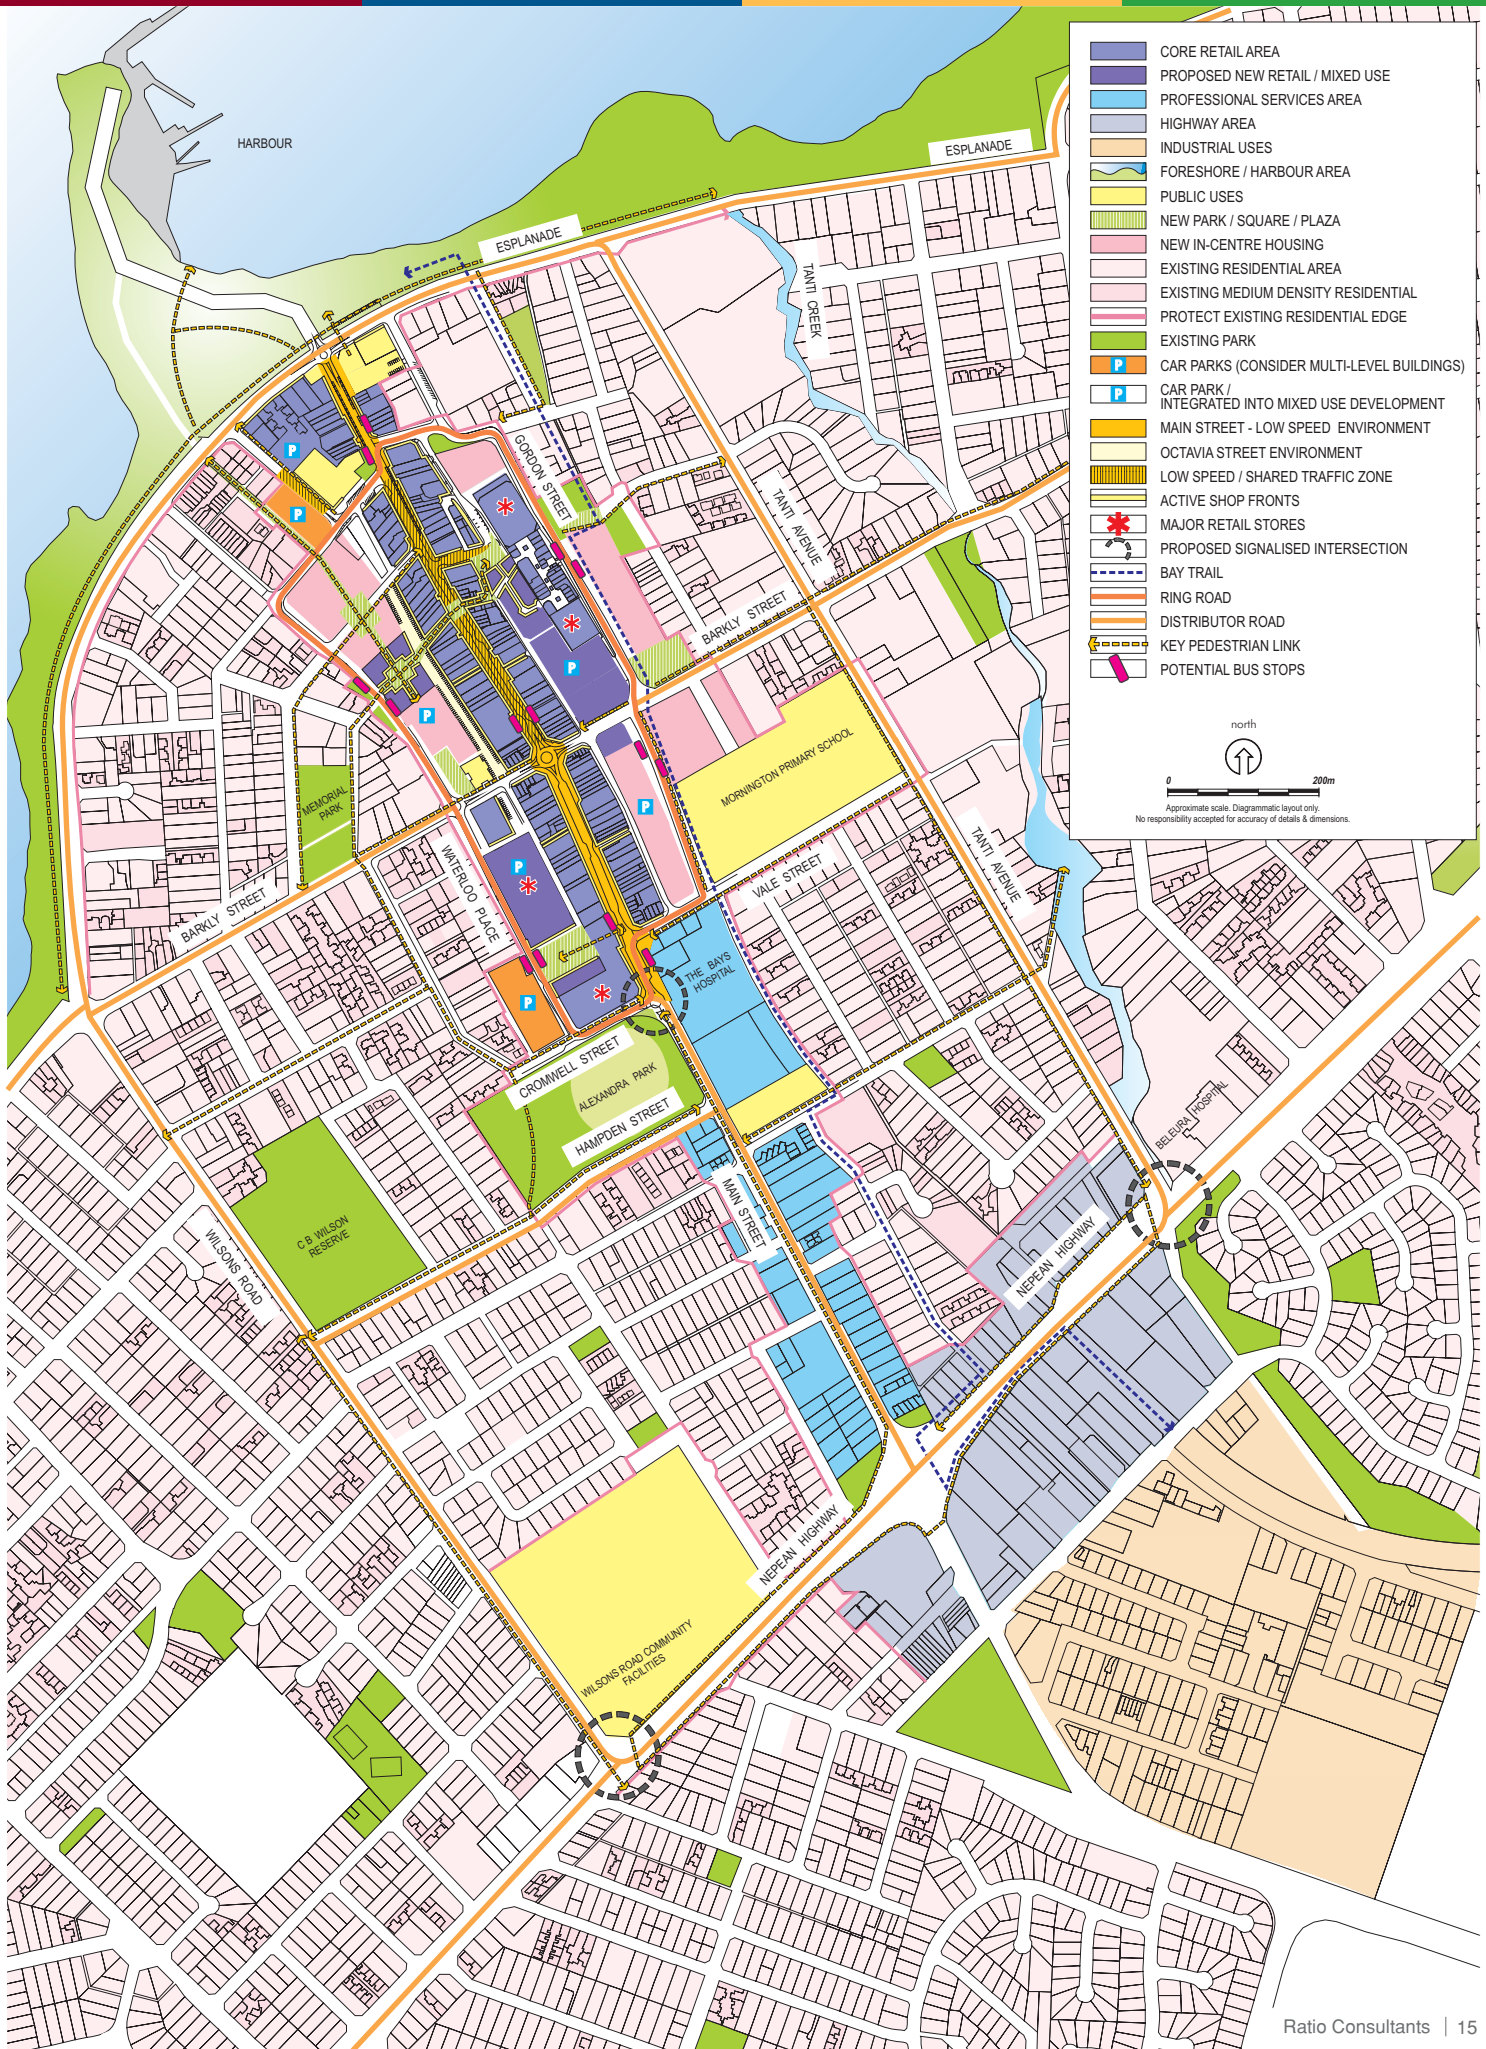 CORE RETAIL AREA
PROPOSED NEW RETAIL / MIXED USE
PROFESSIONAL SERVICES AREA
HIGHWAY AREA
INDUSTRIAL USES
FORESHORE / HARBOUR AREA
PUBLIC USES
NEW PARK / SQUARE / PLAZA
NEW IN-CENTRE HOUSING
EXISTING RESIDENTIAL AREA
EXISTING MEDIUM DENSITY RESIDENTIAL
PROTECT EXISTING RESIDENTIAL EDGE
EXISTING PARK
P CAR PARKS (CONSIDER MULTI-LEVEL BUILDINGS)
P CAR PARK /
INTEGRATED INTO MIXED USE DEVELOPMENT
MAIN STREET - LOW SPEED ENVIRONMENT
OCTAVIA STREET ENVIRONMENT
LOW SPEED / SHARED TRAFFIC ZONE
ACTIVE SHOP FRONTS
MAJOR RETAIL STORES
PROPOSED SIGNALISED INTERSECTION
BAY TRAIL
RING ROAD
DISTRIBUTOR ROAD
KEY PEDESTRIAN LINK
POTENTIAL BUS STOPS
north
0 200m
Approximate scale. Diagrammatic layout only.
No responsibility accepted for accuracy of details & dimensions.
HARBOUR
ESPLANADE
ESPLANADE
TANTI CREEK
GORDON STREET
P
P
TANTI AVENUE
BARKLY STREET
P
P
MORNINGTON PRIMARY SCHOOL
MEMORIAL
PARK
P
TANTI AVENUE
WATERLOO PLACE
P
VALE STREET
BARKLY STREET
THE BAYS
HOSPITAL
P
CROMWELL STREET
ALEXANDRA PARK
HAMPDEN STREET
BELEURA HOSPITAL
MAIN STREET
C B WILSON
RESERVE
WILSONS ROAD
NEPEAN HIGHWAY
NEPEAN HIGHWAY
WILSONS ROAD COMMUNITY
FACILITIES
Ratio Consultants | 15